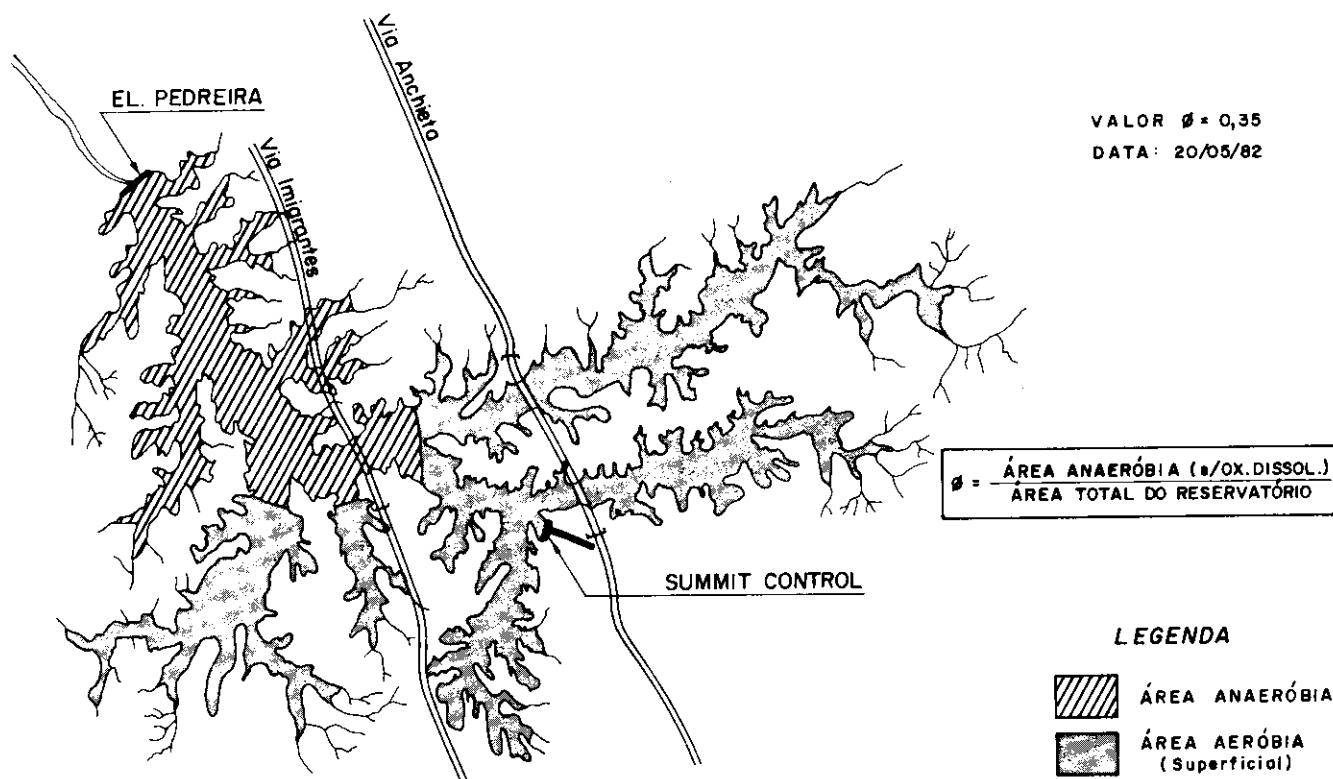 EL. PEDREIRA
Via Imigrantes
Via Anchieta
VALOR Ø = 0,35
DATA: 20/05/82
Ø = ÁREA ANAERÓBIA (s/OX.DISSOL.)
ÁREA TOTAL DO RESERVATÓRIO
SUMMIT CONTROL
LEGENDA
ÁREA ANAERÓBIA
ÁREA AERÓBIA
(Superficial)